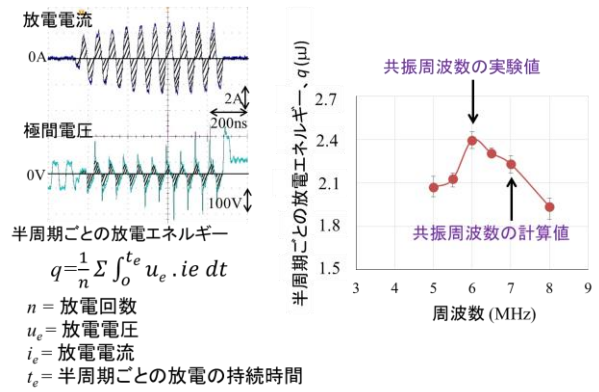 放電電流
0A
2A
200ns
極間電圧
0V
100V
半周期ごとの放電エネルギー
q=1/n Σ ∫₀^tₑ uₑ .ie dt
n = 放電回数
uₑ = 放電電圧
iₑ = 放電電流
tₑ = 半周期ごとの放電の持続時間
半周期ごとの放電エネルギー、q (μJ)
共振周波数の実験値
2.7
2.4
2.1
1.8
1.5
共振周波数の計算値
3 4 5 6 7 8 9
周波数 (MHz)